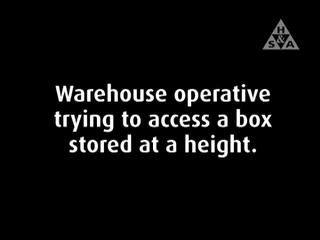 H
S & A
Warehouse operative
trying to access a box
stored at a height.